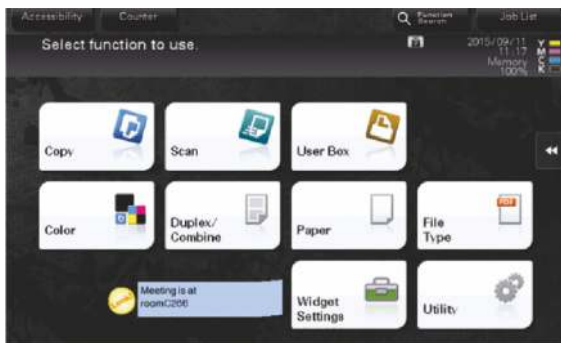 Accessibility
Counter
Function
Search
Job List
Select function to use.
2015/09/11
11:17
Memory
100%
Y
M
C
K
Copy
Scan
User Box
Color
Duplex/
Combine
Paper
PDF
File
Type
Meeting is at
roomC266
Widget
Settings
Utility